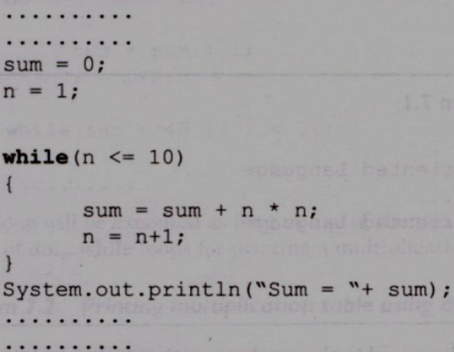 ..........
..........
sum = 0;
n = 1;
while(n <= 10)
{
sum = sum + n * n;
n = n+1;
}
System.out.println("Sum = "+ sum);
..........
..........